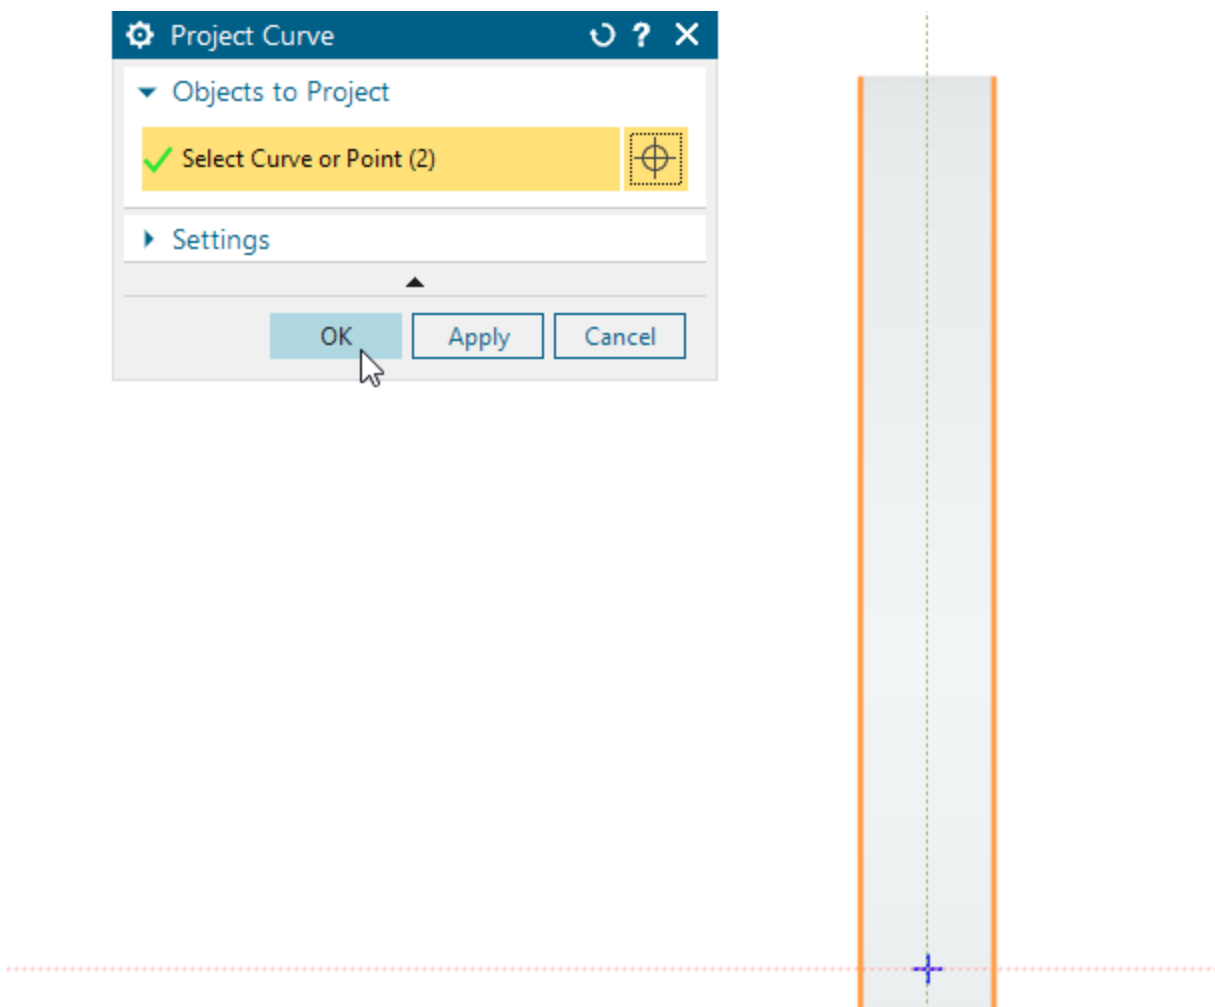 Project Curve ?
Objects to Project
Select Curve or Point (2)
Settings
OK Apply Cancel